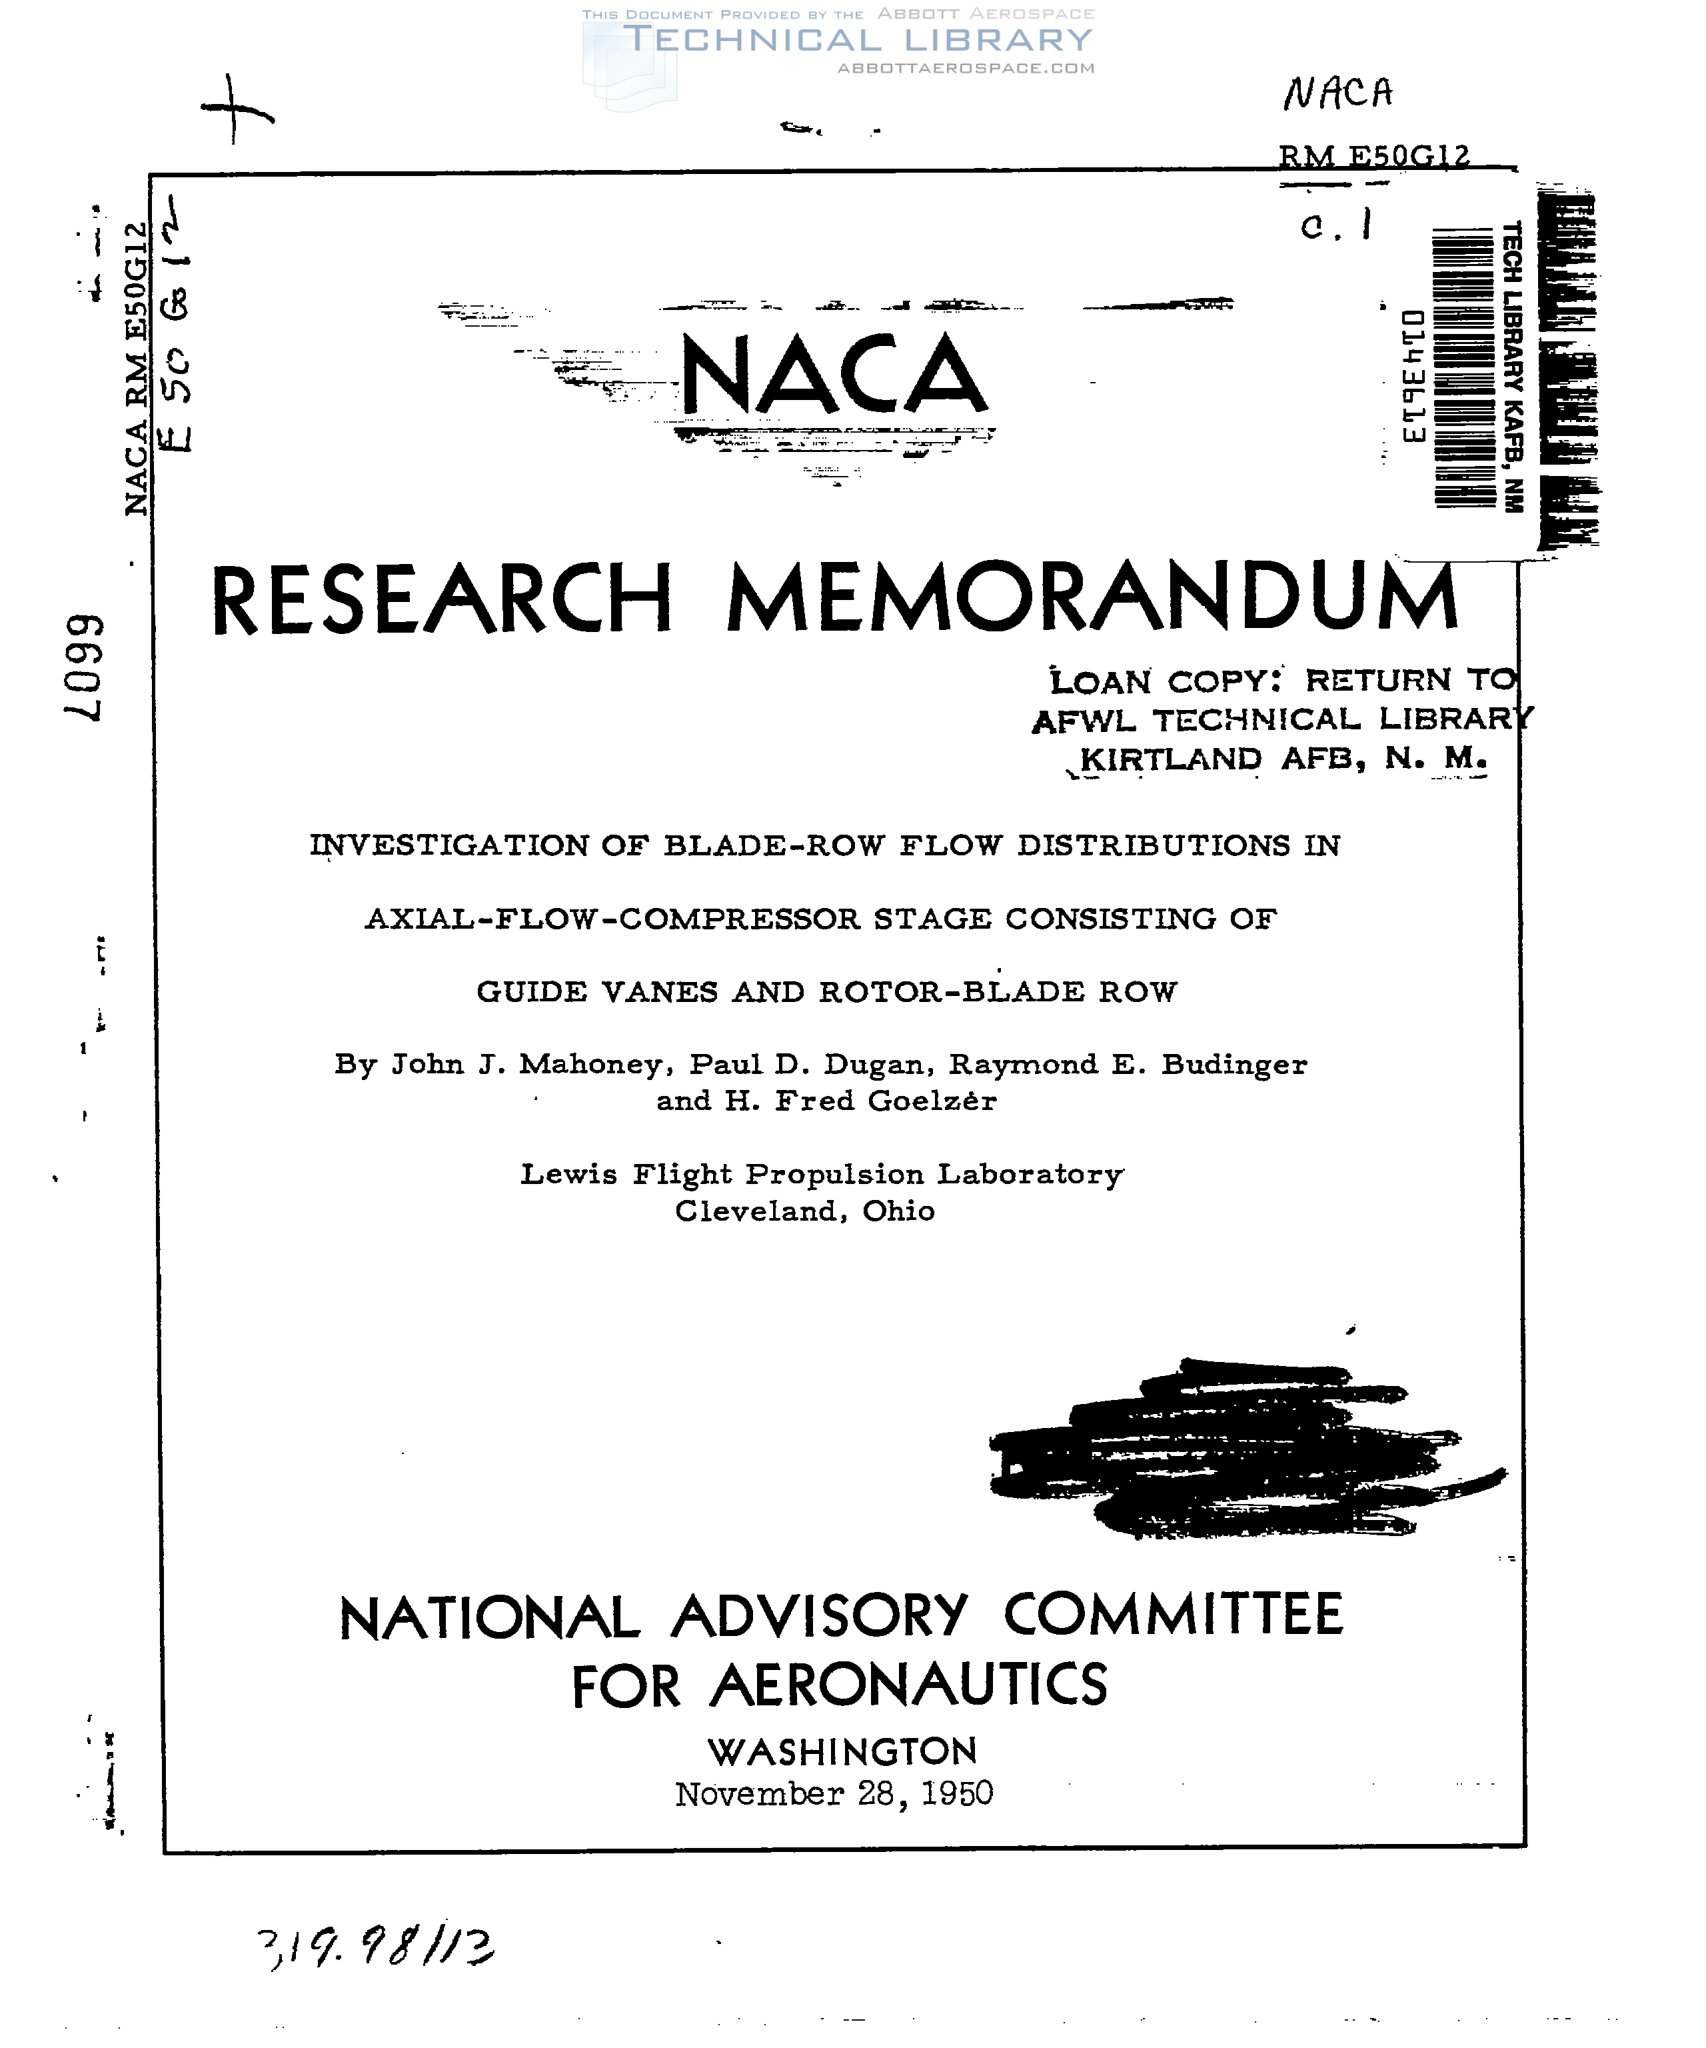 THIS DOCUMENT PROVIDED BY THE ABBOTT AEROSPACE
TECHNICAL LIBRARY
ABBOTTAEROSPACE.COM
NACA
RM E50G12
c. 1
NACA RM E50G12
E 50 G 12
TECH LIBRARY KAFB, NM
0143613
NACA
RESEARCH MEMORANDUM
6607
LOAN COPY: RETURN TO
AFWL TECHNICAL LIBRARY
KIRTLAND AFB, N. M.
INVESTIGATION OF BLADE-ROW FLOW DISTRIBUTIONS IN
AXIAL-FLOW-COMPRESSOR STAGE CONSISTING OF
GUIDE VANES AND ROTOR-BLADE ROW
By John J. Mahoney, Paul D. Dugan, Raymond E. Budinger
and H. Fred Goelzer
Lewis Flight Propulsion Laboratory
Cleveland, Ohio
NATIONAL ADVISORY COMMITTEE
FOR AERONAUTICS
WASHINGTON
November 28, 1950
319.98/13